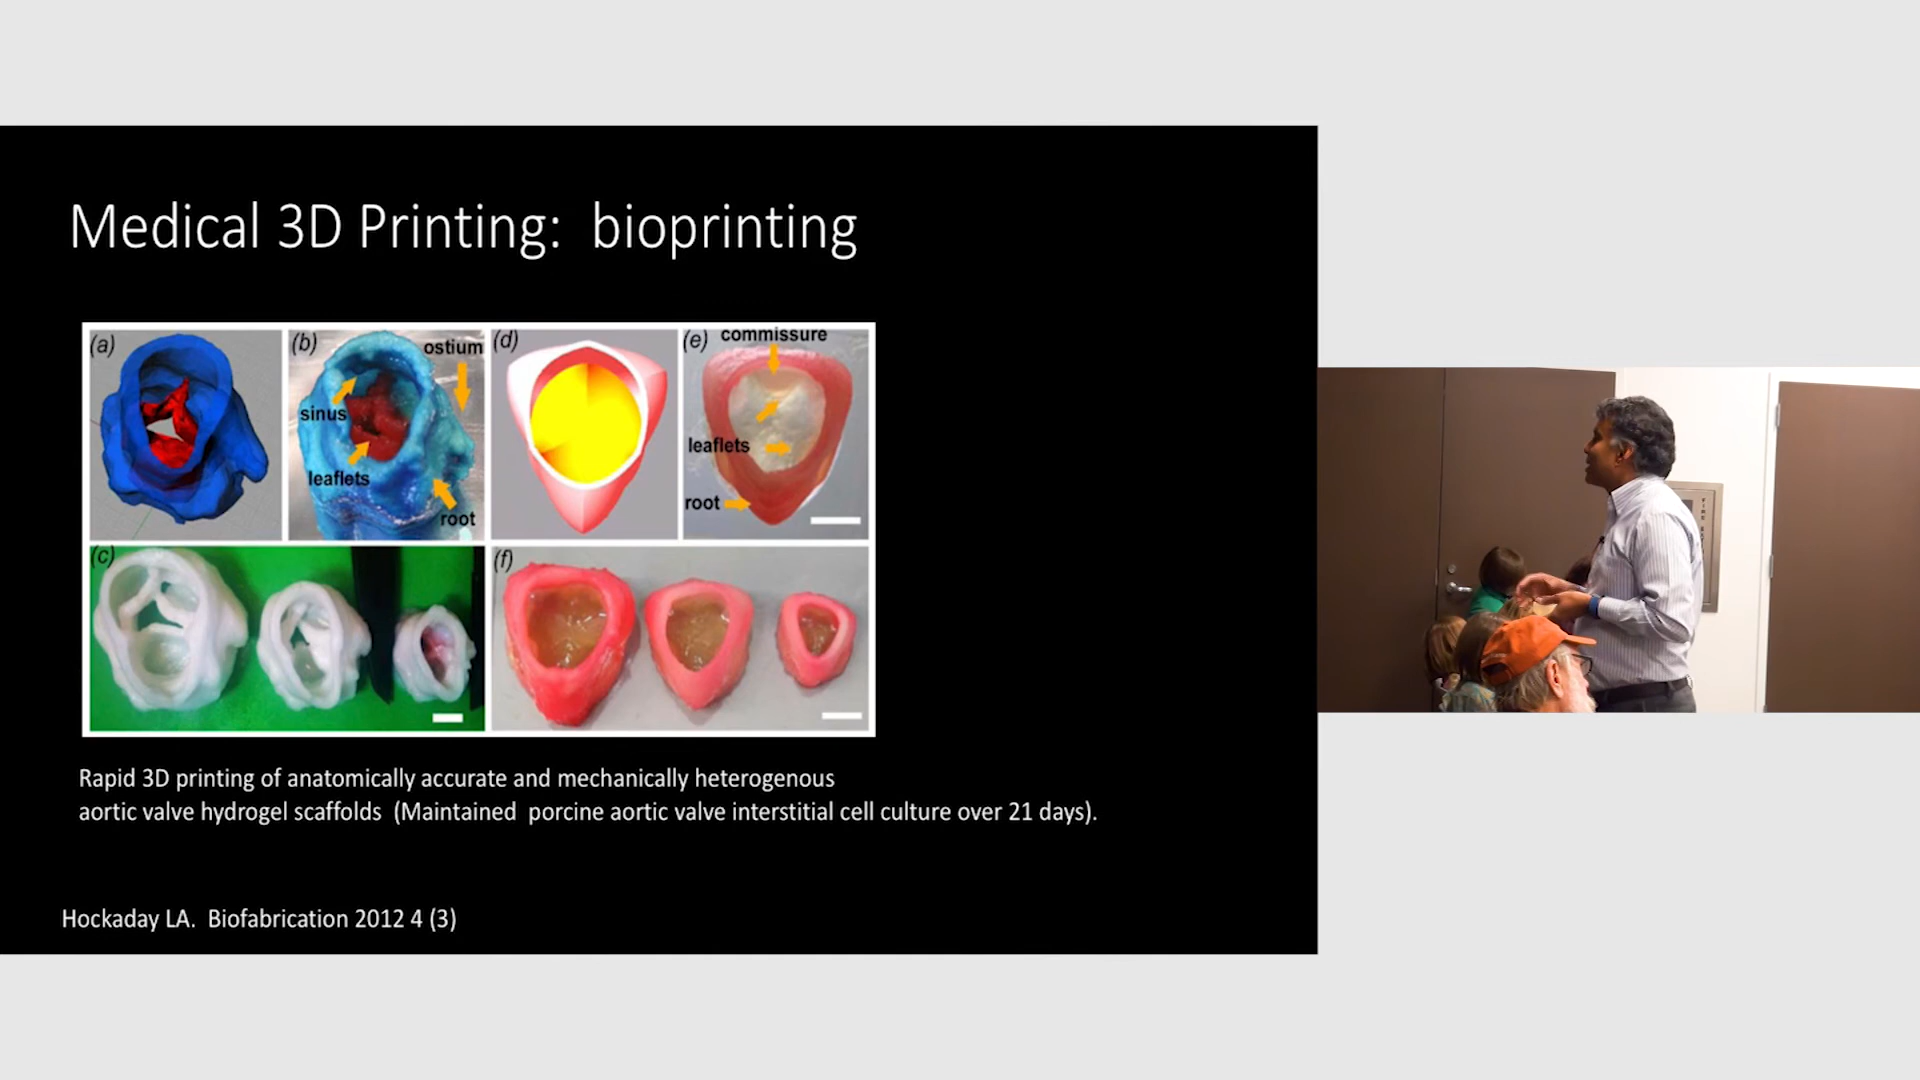 Medical 3D Printing: bioprinting
(a)
(b)
ostium
sinus
leaflets
root
(d)
(e)
commissure
leaflets
root
(c)
(f)
Rapid 3D printing of anatomically accurate and mechanically heterogenous
aortic valve hydrogel scaffolds (Maintained porcine aortic valve interstitial cell culture over 21 days).
Hockaday LA. Biofabrication 2012 4 (3)